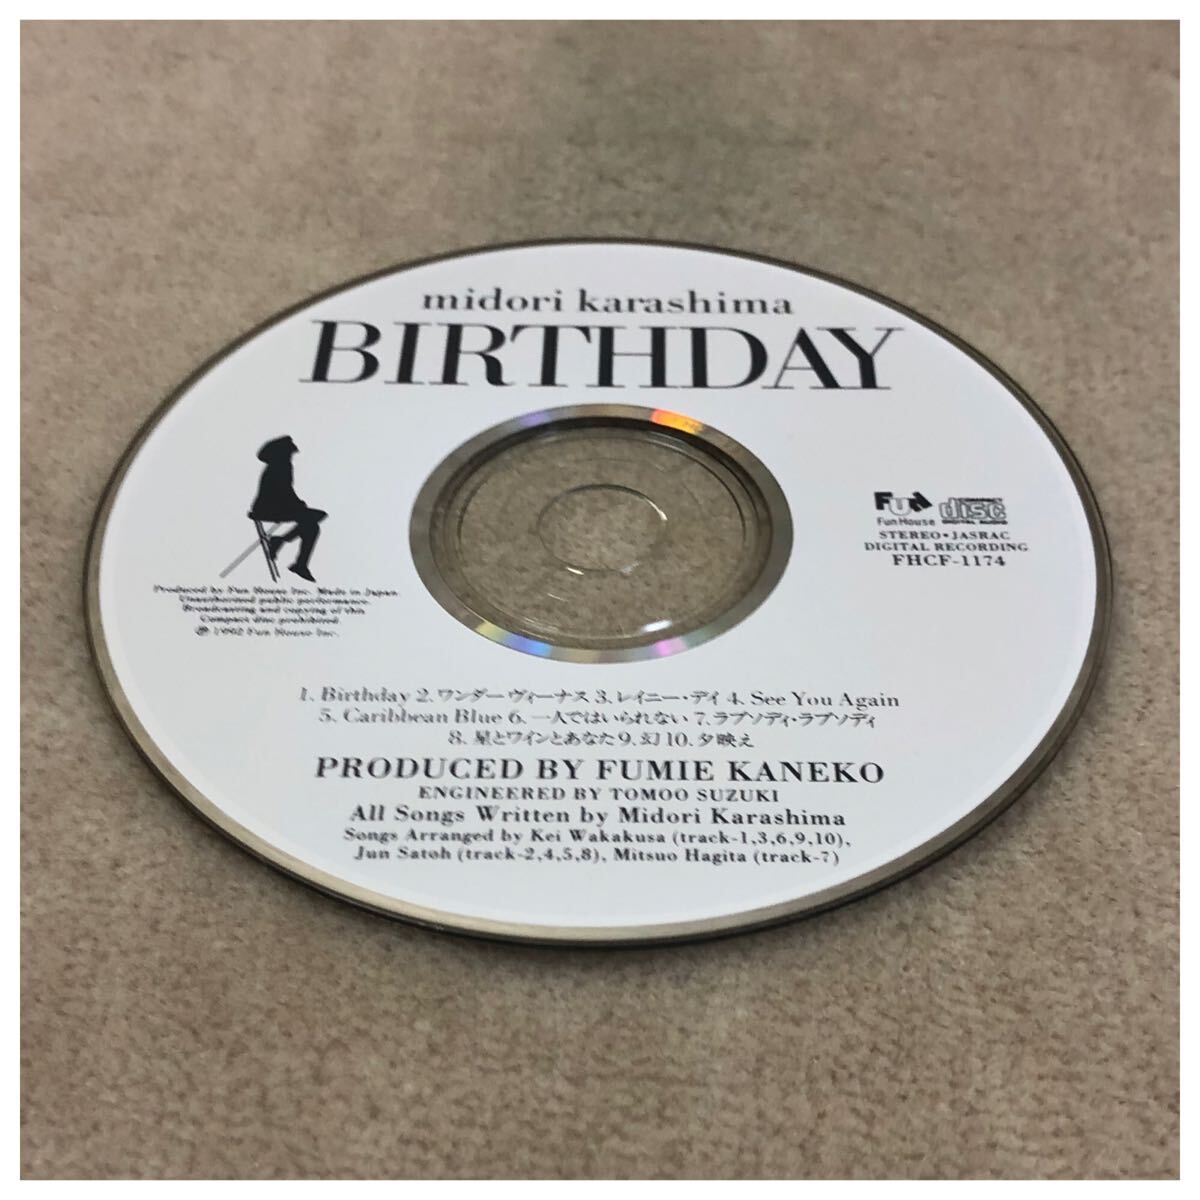 midori karashima
BIRTHDAY
Fun
Fun House
COMPACT
disc
DIGITAL AUDIO
STEREO・JASRAC
DIGITAL RECORDING
FHCF-1174
Produced by Fun House Inc. Made in Japan.
Unauthorized public performance.
Broadcasting and copying of this
Compact disc prohibited.
Ⓟ 1992 Fun House Inc.
1. Birthday 2. ワンダー ヴィーナス 3. レイニー・デイ 4. See You Again
5. Caribbean Blue 6. 一人ではいられない 7. ラプソディ・ラプソディ
8. 星とワインとあなた 9. 幻 10. 夕映え
PRODUCED BY FUMIE KANEKO
ENGINEERED BY TOMOO SUZUKI
All Songs Written by Midori Karashima
Songs Arranged by Kei Wakakusa (track-1,3,6,9,10),
Jun Satoh (track-2,4,5,8), Mitsuo Hagita (track-7)